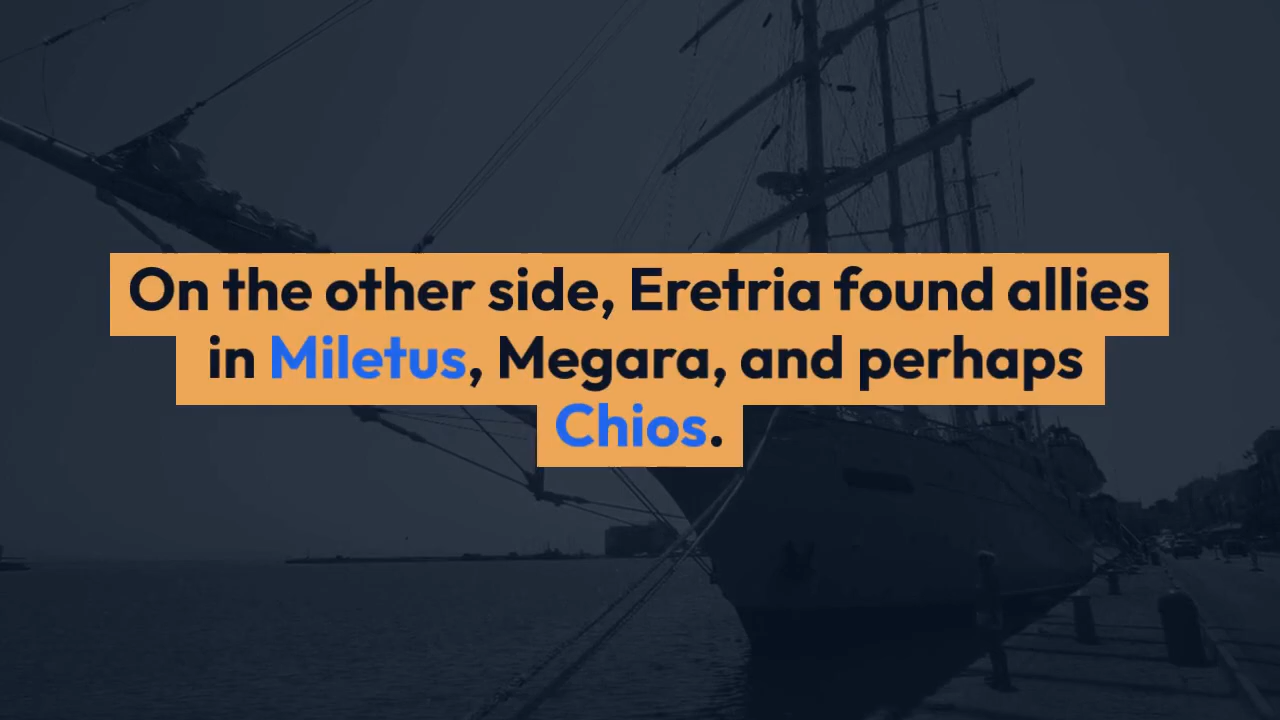 On the other side, Eretria found allies
in Miletus, Megara, and perhaps
Chios.